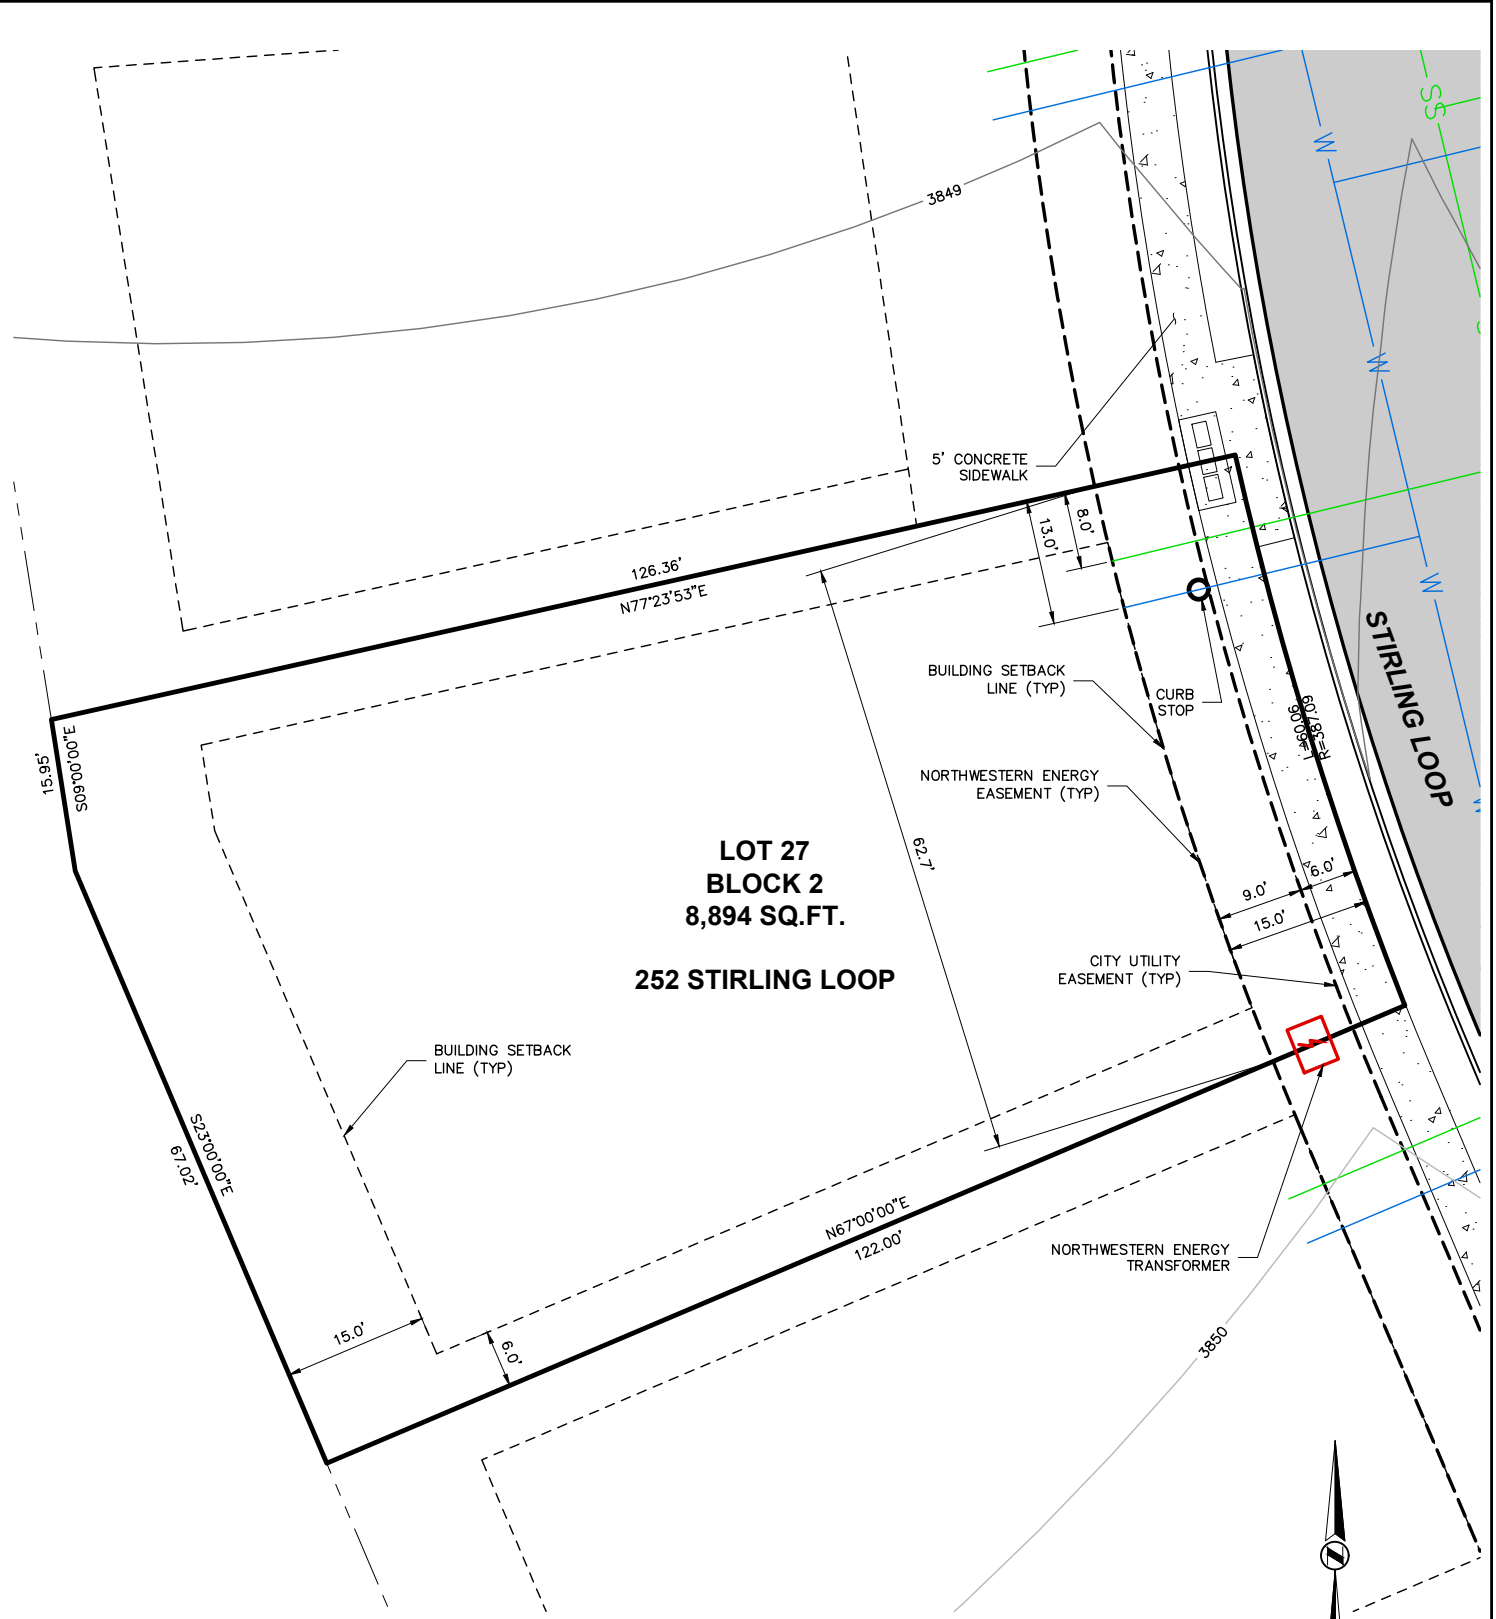 SS
W
3849
W
5' CONCRETE
SIDEWALK
8.0'
13.0'
126.36'
N77°23'53"E
W
STIRLING LOOP
BUILDING SETBACK
LINE (TYP)
CURB
STOP
L=60.06
R=387.09
15.95'
S09°00'00"E
NORTHWESTERN ENERGY
EASEMENT (TYP)
W
62.7'
LOT 27
BLOCK 2
8,894 SQ.FT.
252 STIRLING LOOP
6.0'
9.0'
15.0'
CITY UTILITY
EASEMENT (TYP)
BUILDING SETBACK
LINE (TYP)
S23°00'00"E
67.02'
N67°00'00"E
122.00'
NORTHWESTERN ENERGY
TRANSFORMER
15.0'
6.0'
3850